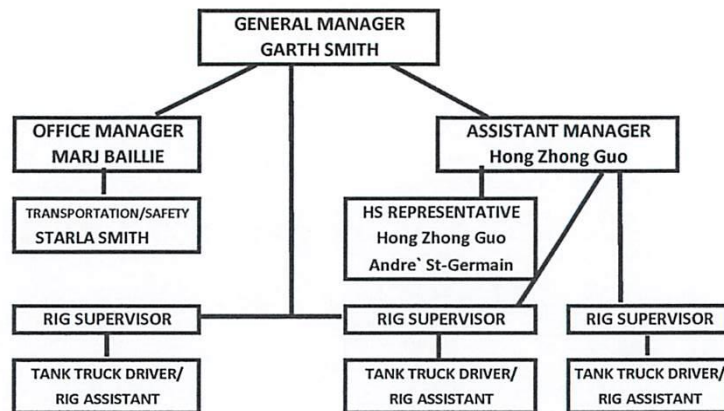 GENERAL MANAGER
GARTH SMITH
OFFICE MANAGER
MARJ BAILLIE
ASSISTANT MANAGER
Hong Zhong Guo
TRANSPORTATION/SAFETY
STARLA SMITH
HS REPRESENTATIVE
Hong Zhong Guo
Andre` St-Germain
RIG SUPERVISOR
RIG SUPERVISOR
RIG SUPERVISOR
TANK TRUCK DRIVER/
RIG ASSISTANT
TANK TRUCK DRIVER/
RIG ASSISTANT
TANK TRUCK DRIVER/
RIG ASSISTANT